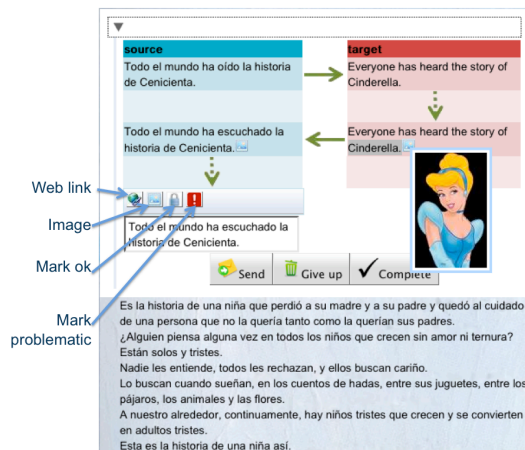 source
target
Todo el mundo ha oído la historia
de Cenicienta.
Everyone has heard the story of
Cinderella.
Todo el mundo ha escuchado la
historia de Cenicienta.
Everyone has heard the story of
Cinderella.
Web link
Image
Mark ok
Mark
problematic
Todo el mundo ha escuchado la
historia de Cenicienta.
Send
Give up
Complete
Es la historia de una niña que perdió a su madre y a su padre y quedó al cuidado
de una persona que no la quería tanto como la querían sus padres.
¿Alguien piensa alguna vez en todos los niños que crecen sin amor ni ternura?
Están solos y tristes.
Nadie les entiende, todos les rechazan, y ellos buscan cariño.
Lo buscan cuando sueñan, en los cuentos de hadas, entre sus juguetes, entre los
pájaros, los animales y las flores.
A nuestro alrededor, continuamente, hay niños tristes que crecen y se convierten
en adultos tristes.
Esta es la historia de una niña así.